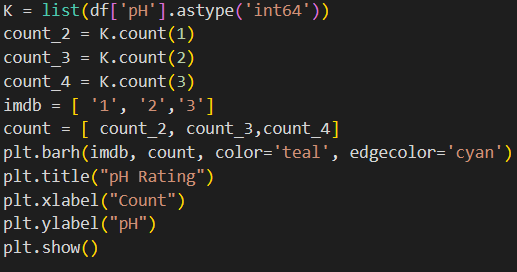 K = list(df['pH'].astype('int64'))
count_2 = K.count(1)
count_3 = K.count(2)
count_4 = K.count(3)
imdb = [ '1', '2','3']
count = [ count_2, count_3,count_4]
plt.barh(imdb, count, color='teal', edgecolor='cyan')
plt.title("pH Rating")
plt.xlabel("Count")
plt.ylabel("pH")
plt.show()